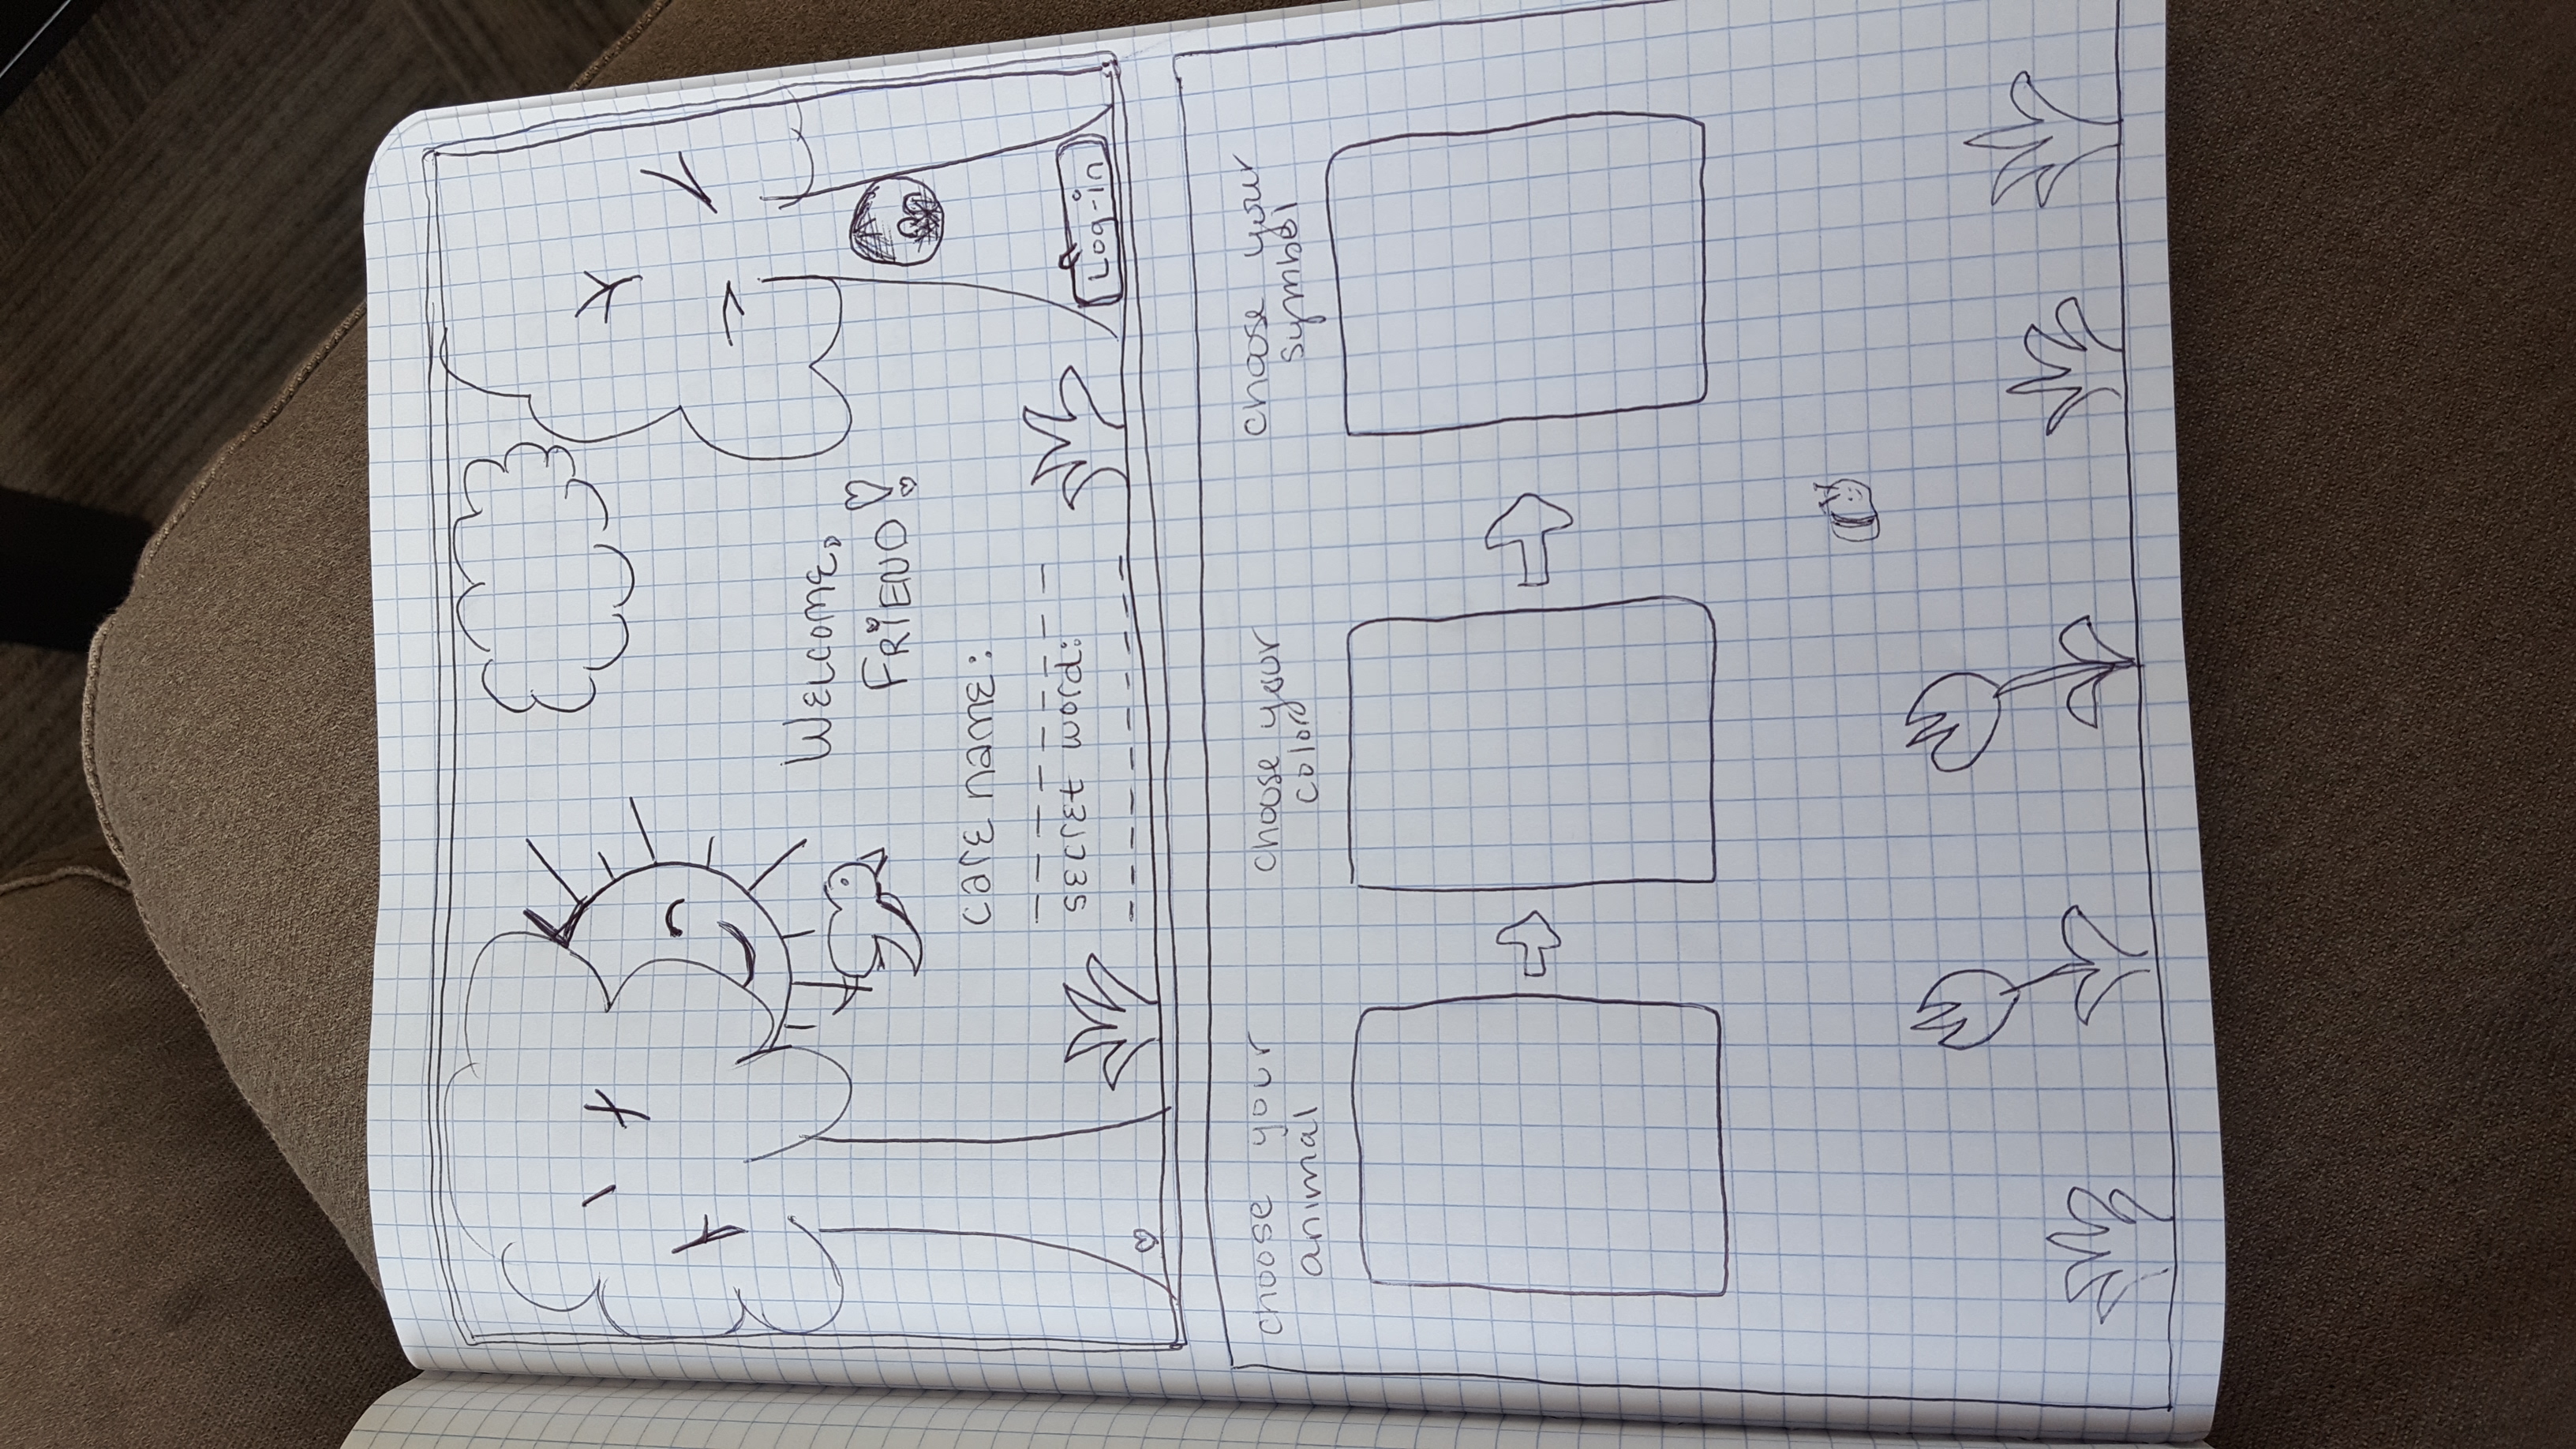 WELCOME,
FRIEND!
care name:
secret word:
Log-in
choose your
animal
choose your
color
choose your
symbol